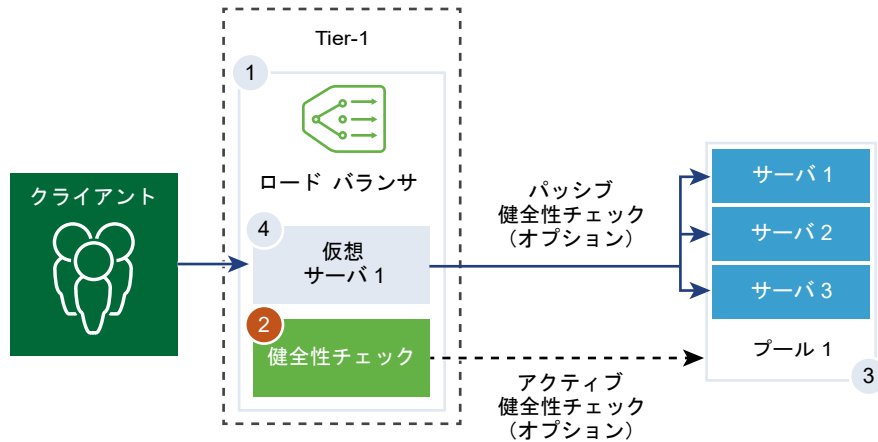 Tier-1
1
ロード バランサ
クライアント
4
仮想
サーバ 1
2
健全性チェック
パッシブ
健全性チェック
（オプション）
アクティブ
健全性チェック
（オプション）
サーバ 1
サーバ 2
サーバ 3
プール 1
3